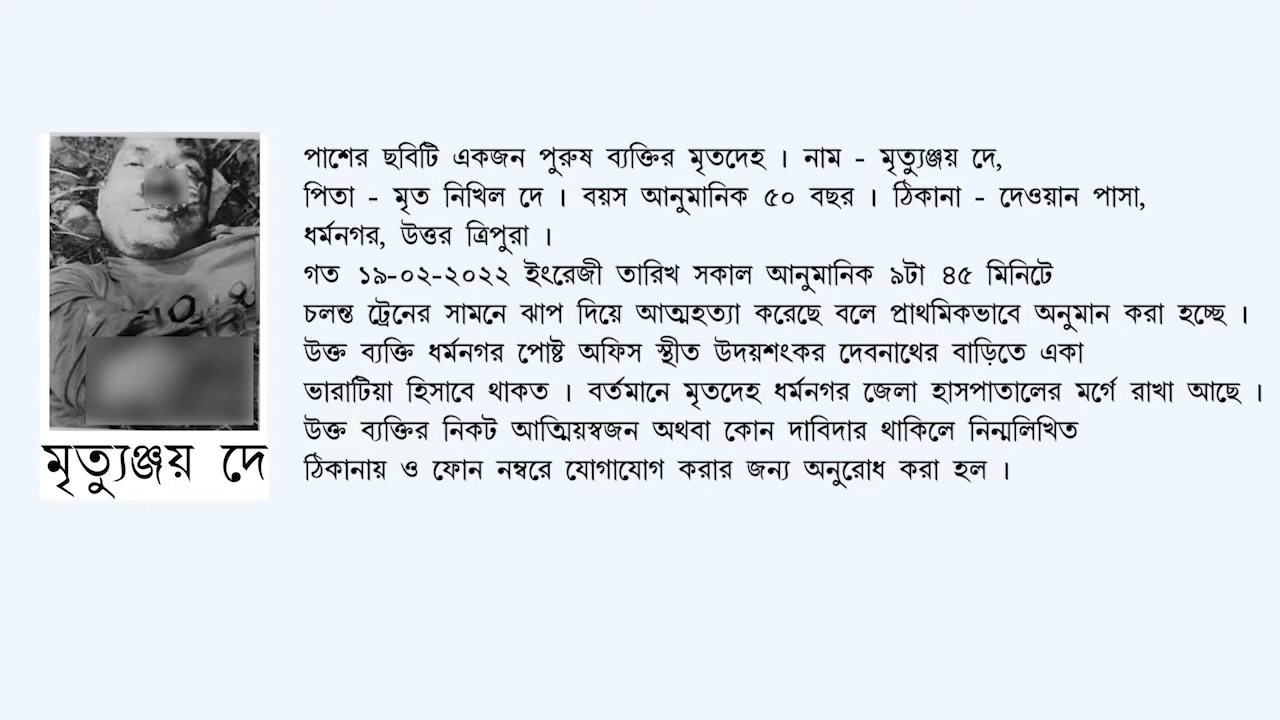 পাশের ছবিটি একজন পুরুষ ব্যক্তির মৃতদেহ । নাম - মৃত্যুঞ্জয় দে,
পিতা - মৃত নিখিল দে । বয়স আনুমানিক ৫০ বছর । ঠিকানা - দেওয়ান পাসা,
ধর্মনগর, উত্তর ত্রিপুরা ।
গত ১৯-০২-২০২২ ইংরেজী তারিখ সকাল আনুমানিক ৯টা ৪৫ মিনিটে
চলন্ত ট্রেনের সামনে ঝাপ দিয়ে আত্মহত্যা করেছে বলে প্রাথমিকভাবে অনুমান করা হচ্ছে ।
উক্ত ব্যক্তি ধর্মনগর পোষ্ট অফিস স্থীত উদয়শংকর দেবনাথের বাড়িতে একা
ভারাটিয়া হিসাবে থাকত । বর্তমানে মৃতদেহ ধর্মনগর জেলা হাসপাতালের মর্গে রাখা আছে ।
উক্ত ব্যক্তির নিকট আত্মিয়স্বজন অথবা কোন দাবিদার থাকিলে নিন্মলিখিত
ঠিকানায় ও ফোন নম্বরে যোগাযোগ করার জন্য অনুরোধ করা হল ।
মৃত্যুঞ্জয় দে